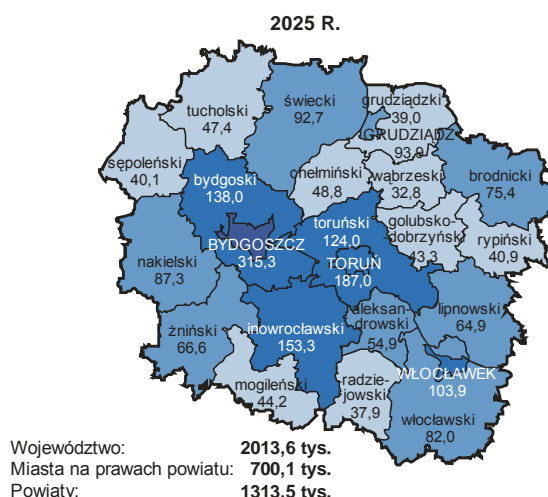 2025 R.
tucholski
47,4
świecki
92,7
grudziądzki
39,0
GRUDZIĄDZ
93,9
sępoleński
40,1
bydgoski
138,0
chełmiński
48,8
wąbrzeski
32,8
brodnicki
75,4
toruński
124,0
golubsko-
dobrzyński
43,3
rypiński
40,9
BYDGOSZCZ
315,3
TORUŃ
187,0
nakielski
87,3
żniński
66,6
inowrocławski
153,3
aleksan-
drowski
54,9
lipnowski
64,9
WŁOCŁAWEK
103,9
mogileński
44,2
radzie-
jowski
37,9
włocławski
82,0
Województwo: 2013,6 tys.
Miasta na prawach powiatu: 700,1 tys.
Powiaty: 1313,5 tys.